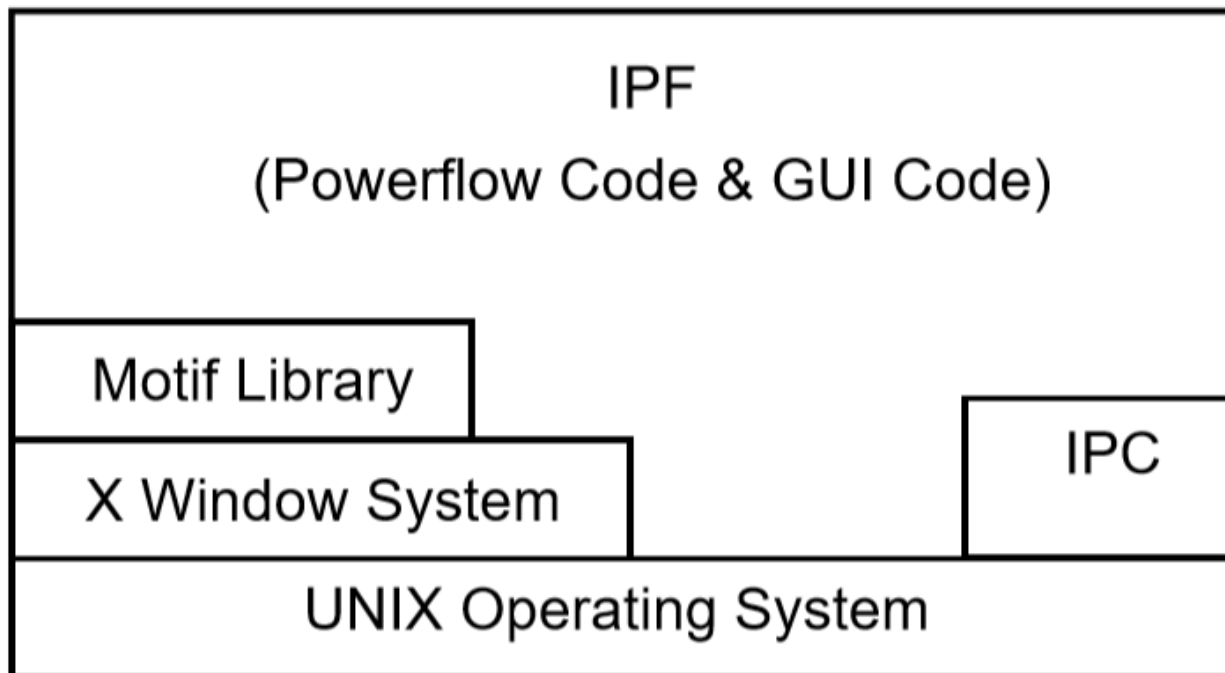 IPF
(Powerflow Code & GUI Code)
Motif Library
IPC
X Window System
UNIX Operating System